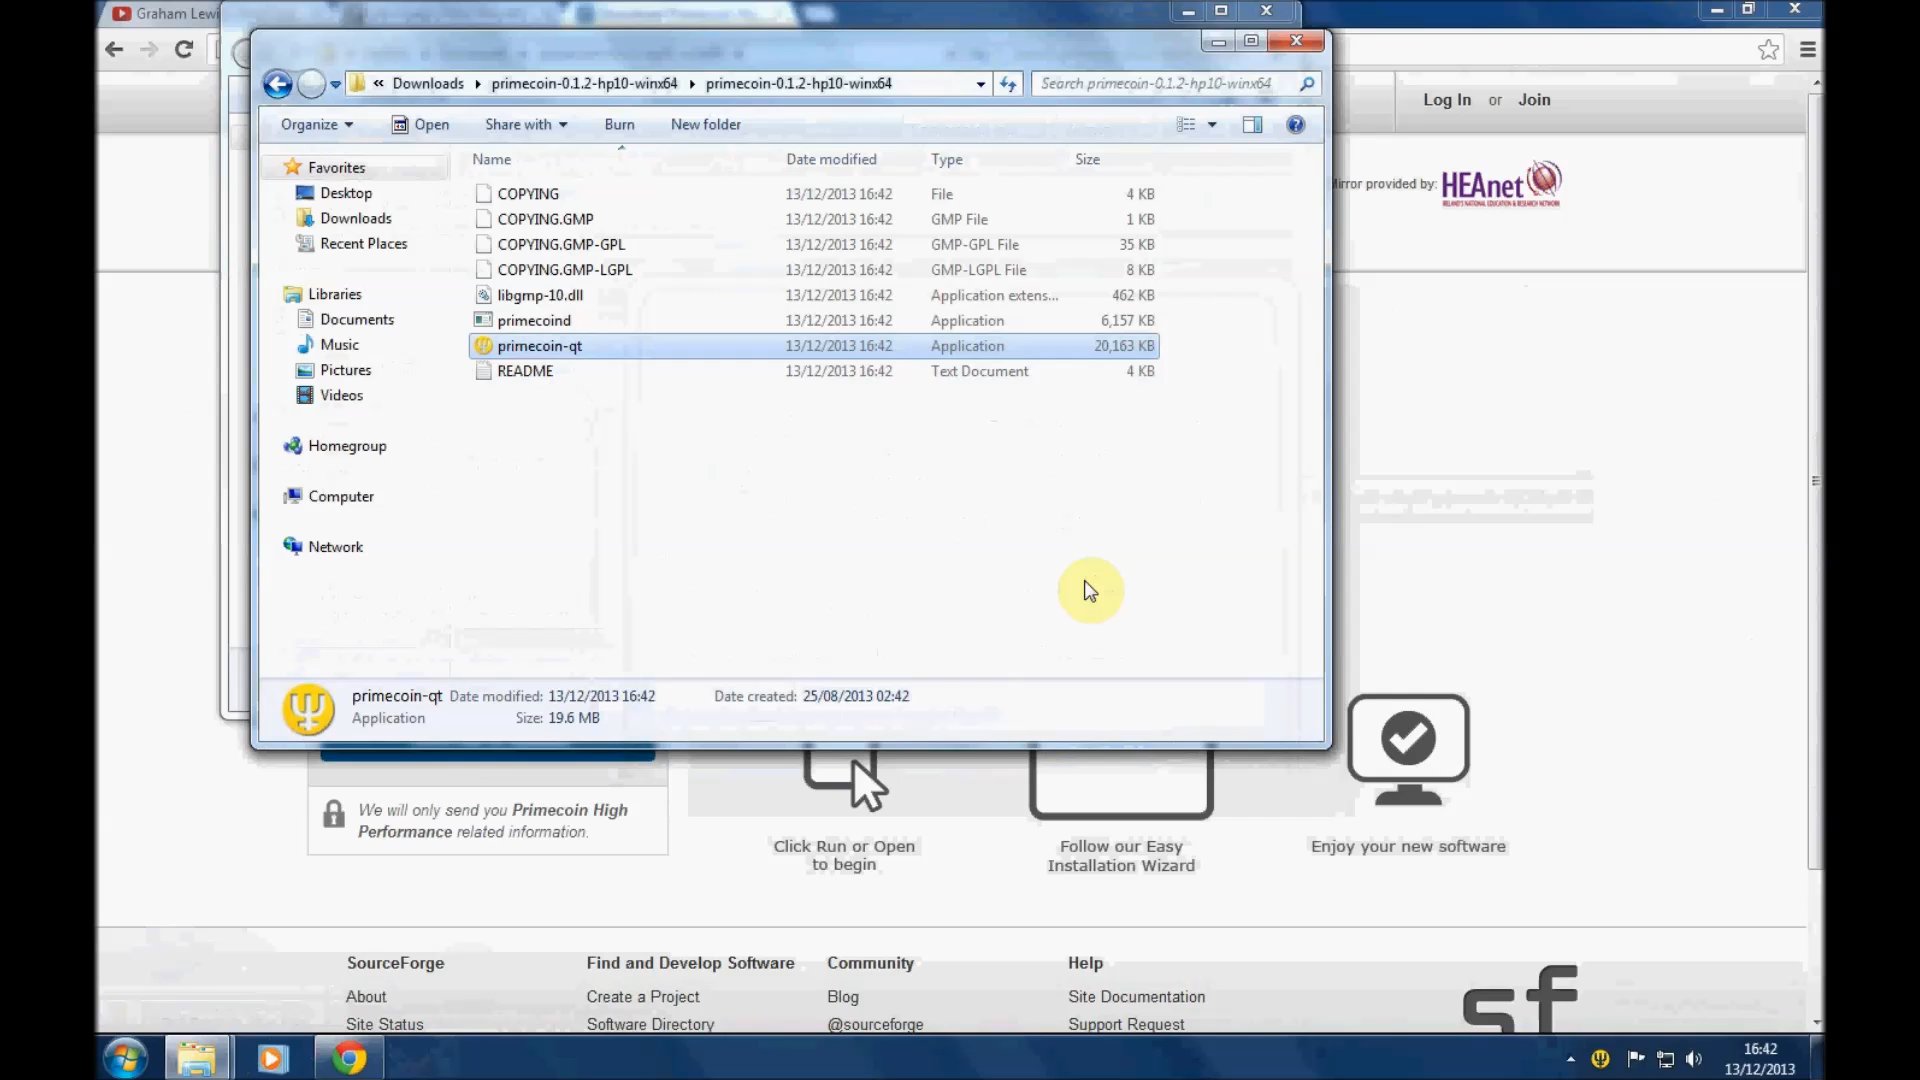 Graham Lewi
Downloads primecoin-0.1.2-hp10-winx64 primecoin-0.1.2-hp10-winx64
Search primecoin-0.1.2-hp10-winx64
Organize Open Share with Burn New folder
Log In or Join
Name Date modified Type Size
Favorites
Desktop
Downloads
Recent Places
Libraries
Documents
Music
Pictures
Videos
Homegroup
Computer
Network
COPYING 13/12/2013 16:42 File 4 KB
COPYING.GMP 13/12/2013 16:42 GMP File 1 KB
COPYING.GMP-GPL 13/12/2013 16:42 GMP-GPL File 35 KB
COPYING.GMP-LGPL 13/12/2013 16:42 GMP-LGPL File 8 KB
libgmp-10.dll 13/12/2013 16:42 Application extens... 462 KB
primecoind 13/12/2013 16:42 Application 6,157 KB
primecoin-qt 13/12/2013 16:42 Application 20,163 KB
README 13/12/2013 16:42 Text Document 4 KB
provided by: HEAnet
IRELAND'S NATIONAL EDUCATION & RESEARCH NETWORK
primecoin-qt Date modified: 13/12/2013 16:42 Date created: 25/08/2013 02:42
Application Size: 19.6 MB
We will only send you Primecoin High
Performance related information.
Click Run or Open
to begin
Follow our Easy
Installation Wizard
Enjoy your new software
SourceForge Find and Develop Software Community Help
About Create a Project Blog Site Documentation
Site Status Software Directory @sourceforge Support Request
sf
16:42
13/12/2013